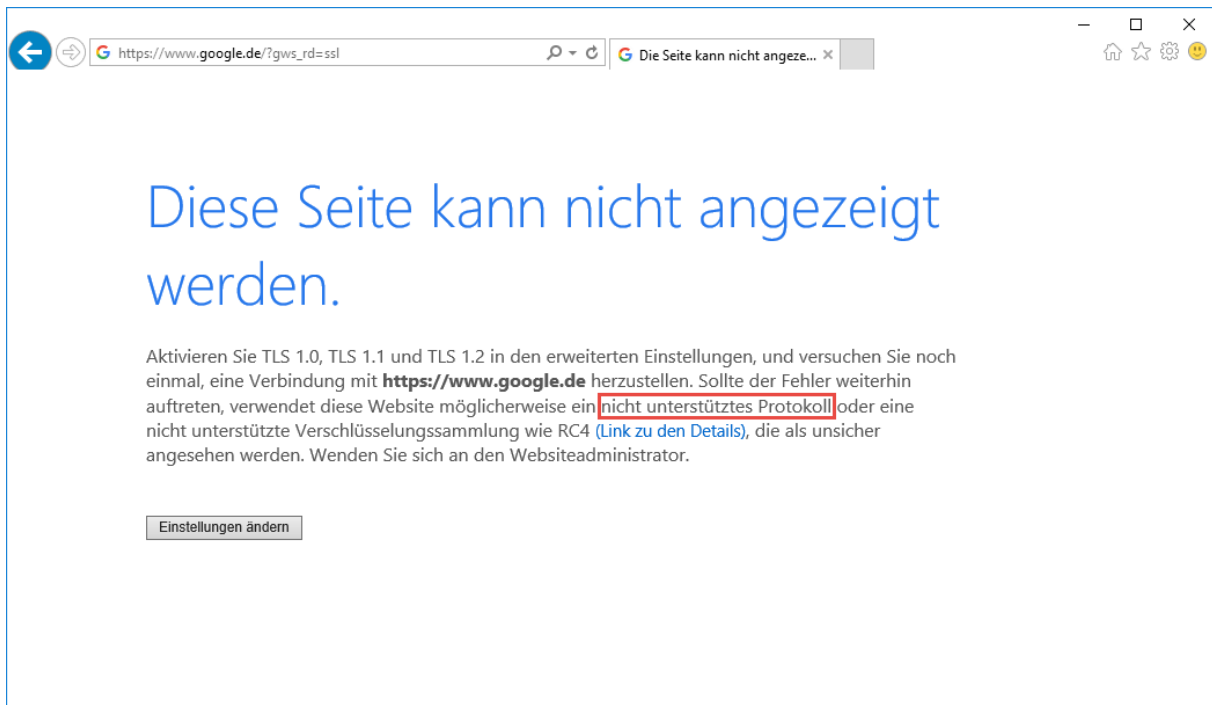 https://www.google.de/?gws_rd=ssl
Die Seite kann nicht angeze...
Diese Seite kann nicht angezeigt
werden.
Aktivieren Sie TLS 1.0, TLS 1.1 und TLS 1.2 in den erweiterten Einstellungen, und versuchen Sie noch
einmal, eine Verbindung mit https://www.google.de herzustellen. Sollte der Fehler weiterhin
auftreten, verwendet diese Website möglicherweise ein nicht unterstütztes Protokoll oder eine
nicht unterstützte Verschlüsselungssammlung wie RC4 (Link zu den Details), die als unsicher
angesehen werden. Wenden Sie sich an den Websiteadministrator.
Einstellungen ändern